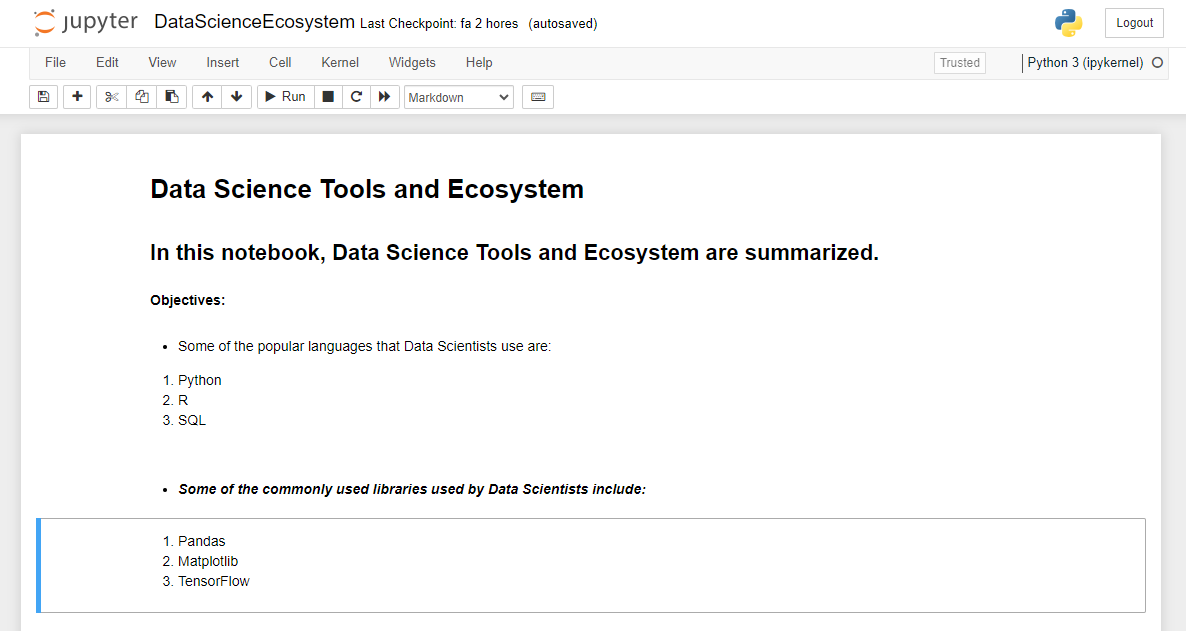 jupyter DataScienceEcosystem Last Checkpoint: fa 2 hores (autosaved) Logout
File Edit View Insert Cell Kernel Widgets Help Trusted Python 3 (ipykernel)
Run Markdown
Data Science Tools and Ecosystem
In this notebook, Data Science Tools and Ecosystem are summarized.
Objectives:
• Some of the popular languages that Data Scientists use are:
1. Python
2. R
3. SQL
• Some of the commonly used libraries used by Data Scientists include:
1. Pandas
2. Matplotlib
3. TensorFlow